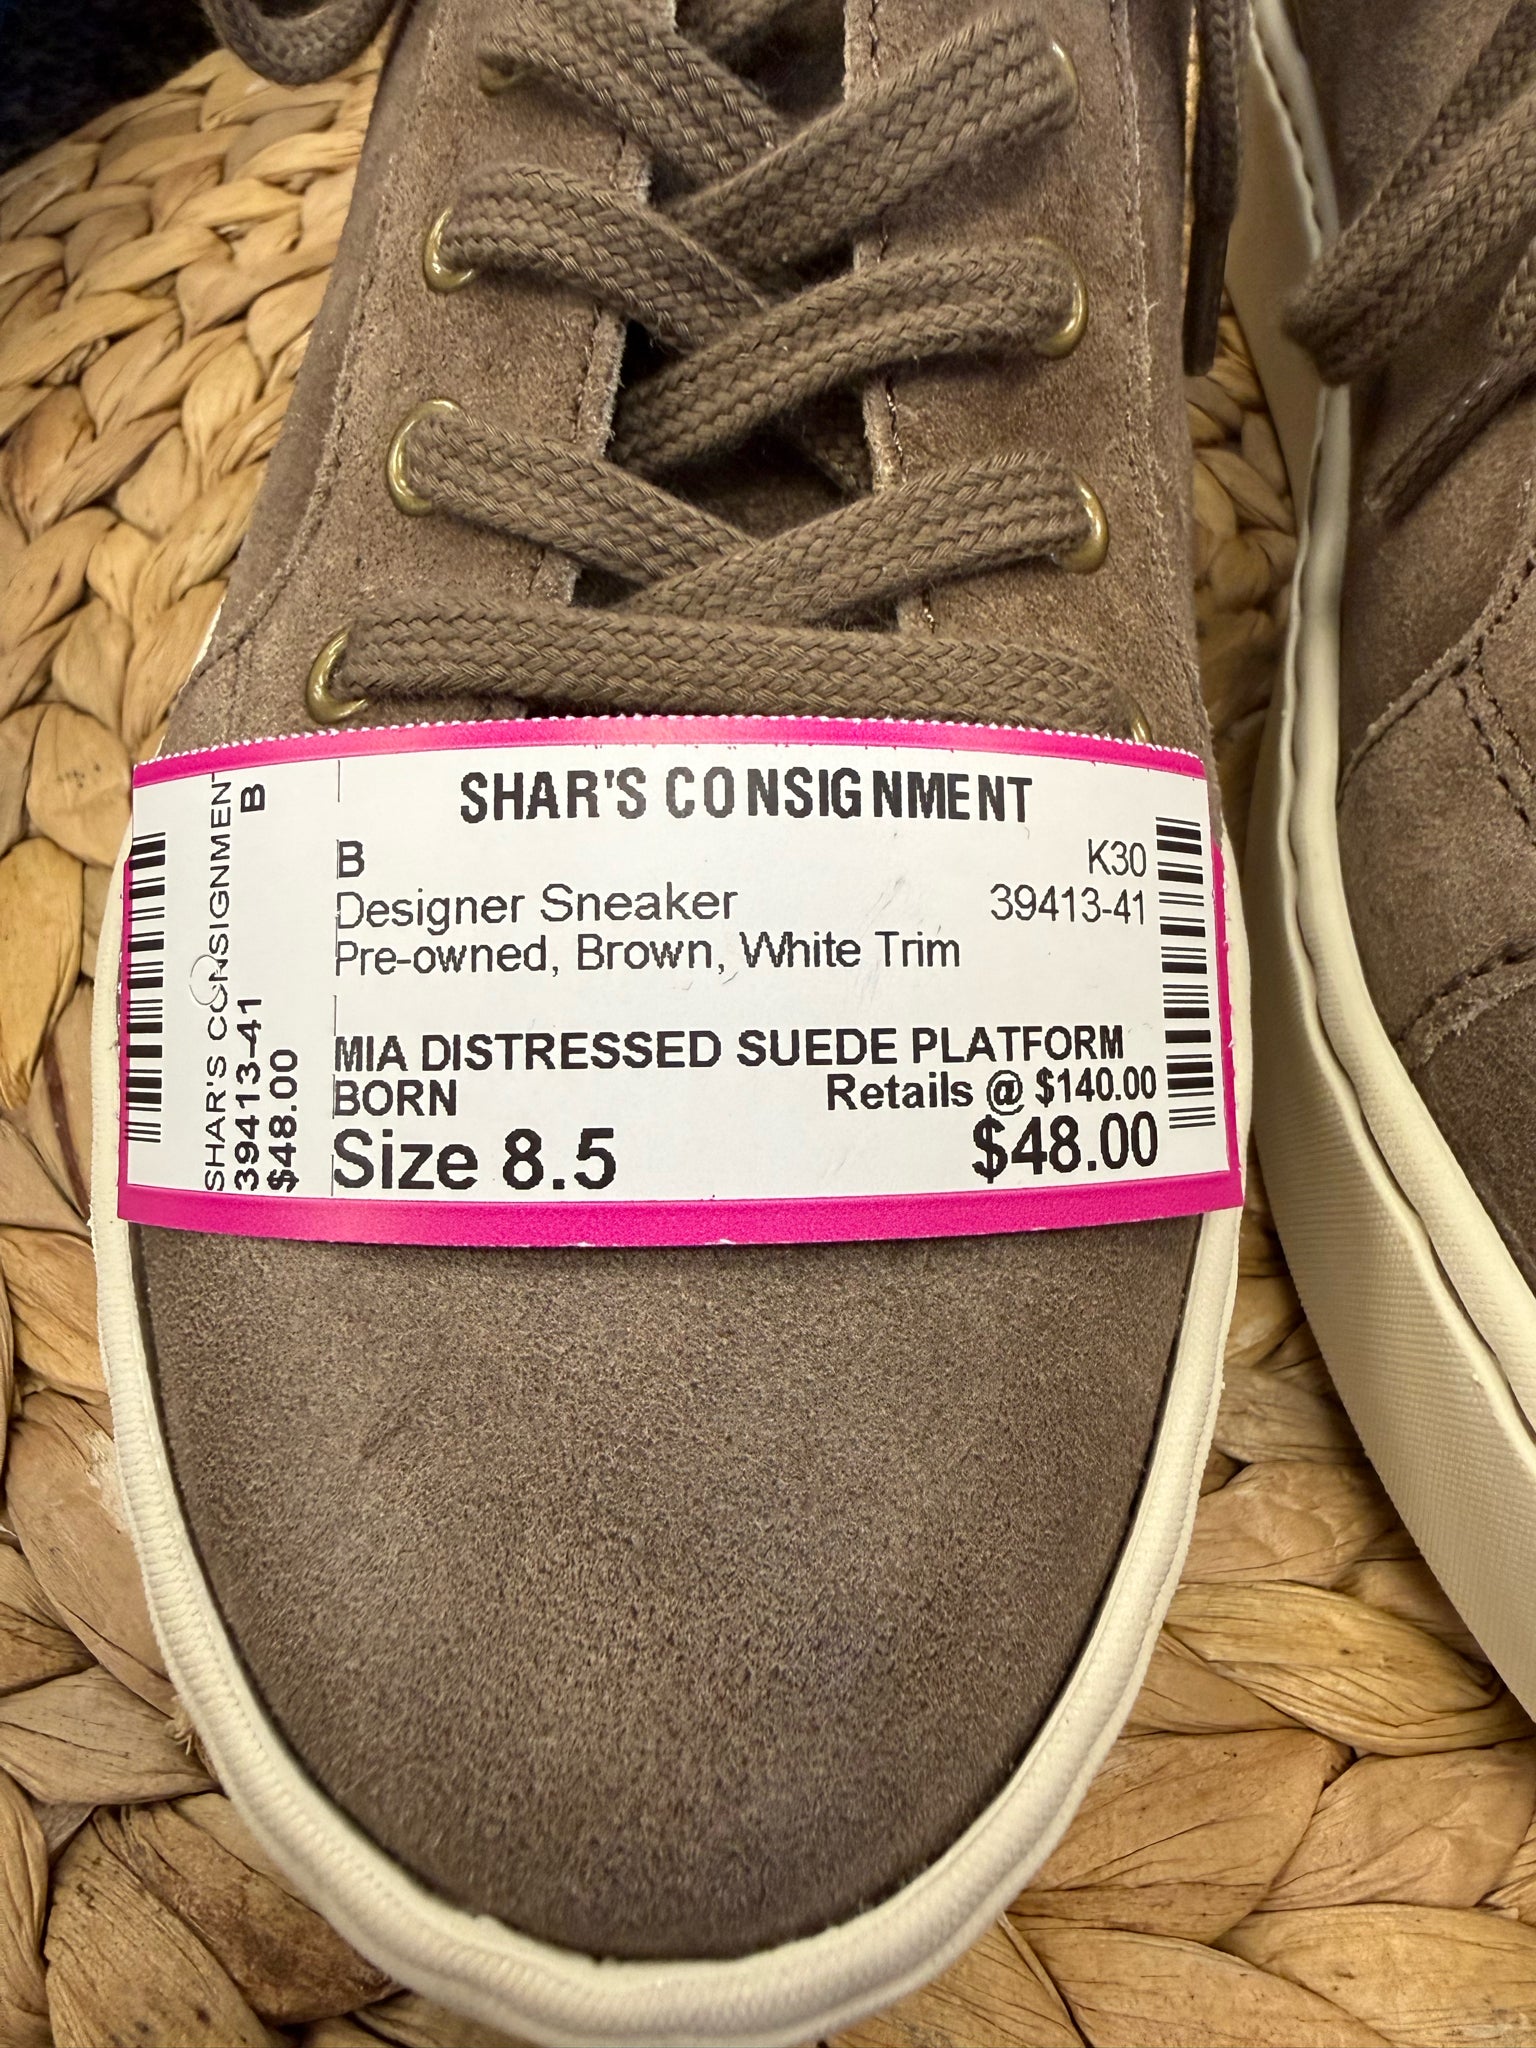 SHAR'S CONSIGNMENT
B K30
Designer Sneaker 39413-41
Pre-owned, Brown, White Trim
MIA DISTRESSED SUEDE PLATFORM
BORN Retails @ $140.00
Size 8.5 $48.00
SHAR'S CONSIGNMENT
39413-41 B
$48.00